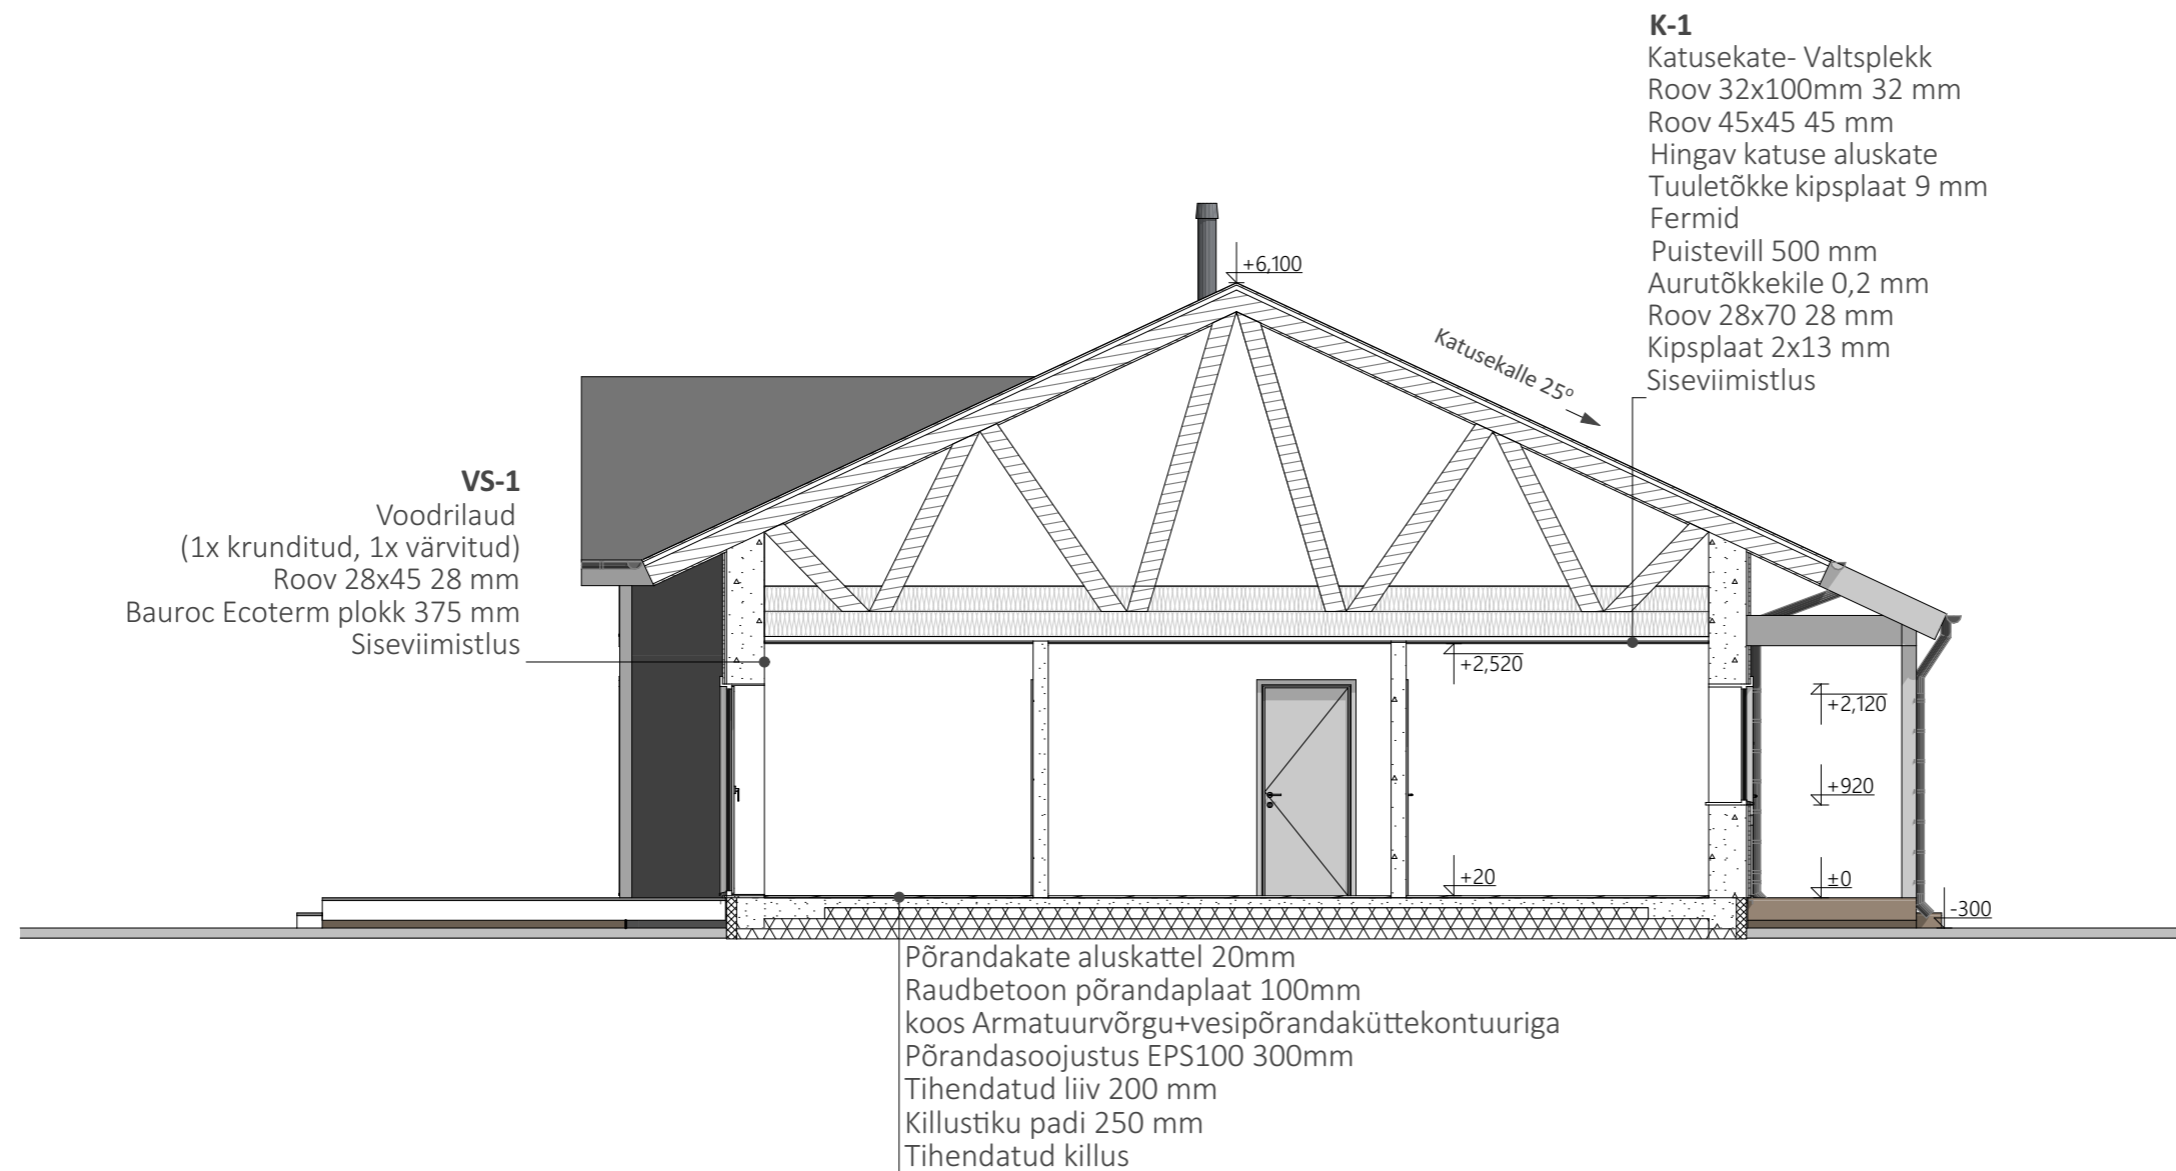 K-1
Katusekate- Valtsplekk
Roov 32x100mm 32 mm
Roov 45x45 45 mm
Hingav katuse aluskate
Tuuletõkke kipsplaat 9 mm
Fermid
Puistevill 500 mm
Aurutõkkekile 0,2 mm
Roov 28x70 28 mm
Kipsplaat 2x13 mm
Siseviimistlus
+6,100
Katusekalle 25º
VS-1
Voodrilaud
(1x krunditud, 1x värvitud)
Roov 28x45 28 mm
Bauroc Ecoterm plokk 375 mm
Siseviimistlus
+2,520
+2,120
+920
+20
±0
-300
Põrandakate aluskattel 20mm
Raudbetoon põrandaplaat 100mm
koos Armatuurvõrgu+vesipõrandaküttekontuuriga
Põrandasoojustus EPS100 300mm
Tihendatud liiv 200 mm
Killustiku padi 250 mm
Tihendatud killus